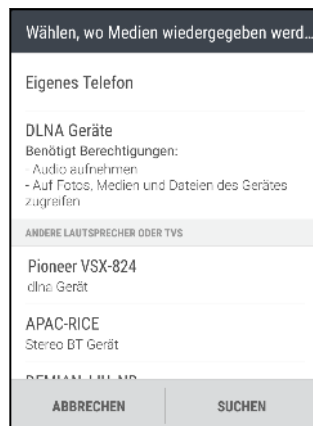 Wählen, wo Medien wiedergegeben werd...
Eigenes Telefon
DLNA Geräte
Benötigt Berechtigungen:
- Audio aufnehmen
- Auf Fotos, Medien und Dateien des Gerätes
zugreifen
ANDERE LAUTSPRECHER ODER TVS
Pioneer VSX-824
dlna Gerät
APAC-RICE
Stereo BT Gerät
ABBRECHEN SUCHEN